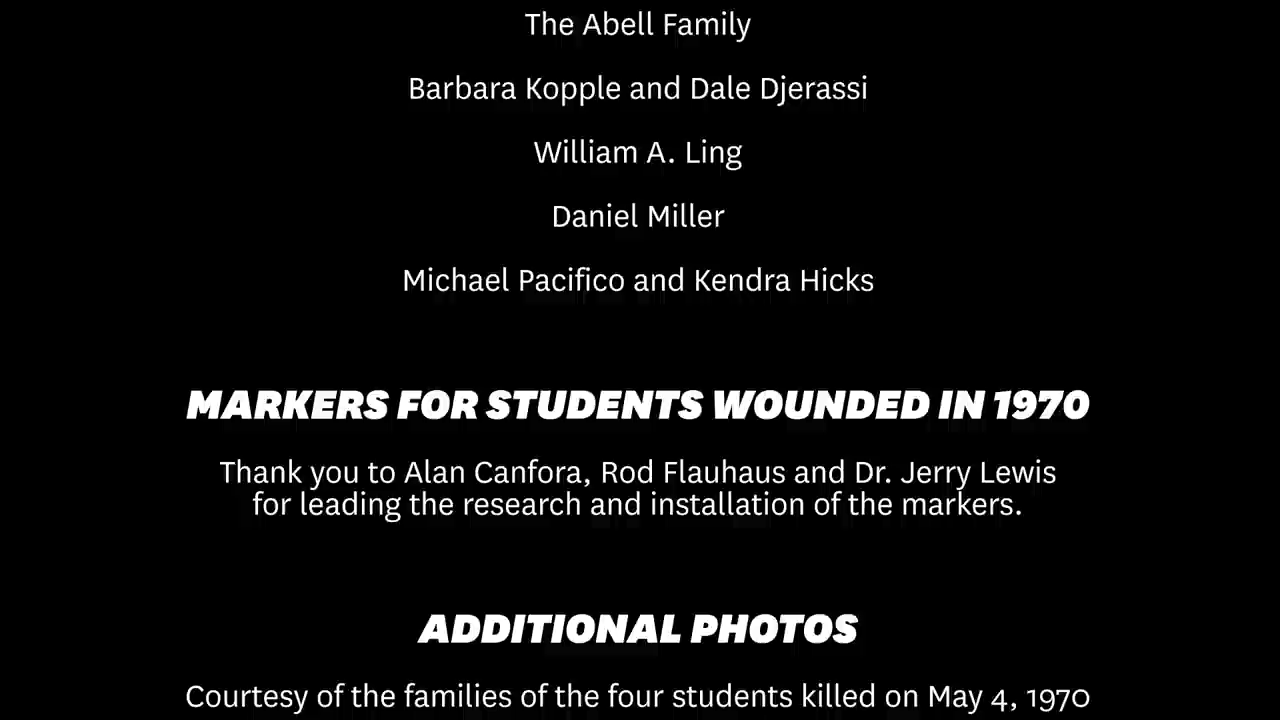 The Abell Family
Barbara Kopple and Dale Djerassi
William A. Ling
Daniel Miller
Michael Pacifico and Kendra Hicks
MARKERS FOR STUDENTS WOUNDED IN 1970
Thank you to Alan Canfora, Rod Flauhaus and Dr. Jerry Lewis
for leading the research and installation of the markers.
ADDITIONAL PHOTOS
Courtesy of the families of the four students killed on May 4, 1970